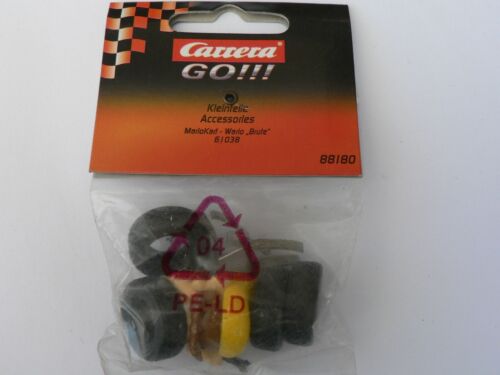 Carrera
GO!!!
Kleinteile
Accessories
MarioKart - Wario „Brute"
61038
88180
04
PE-LD